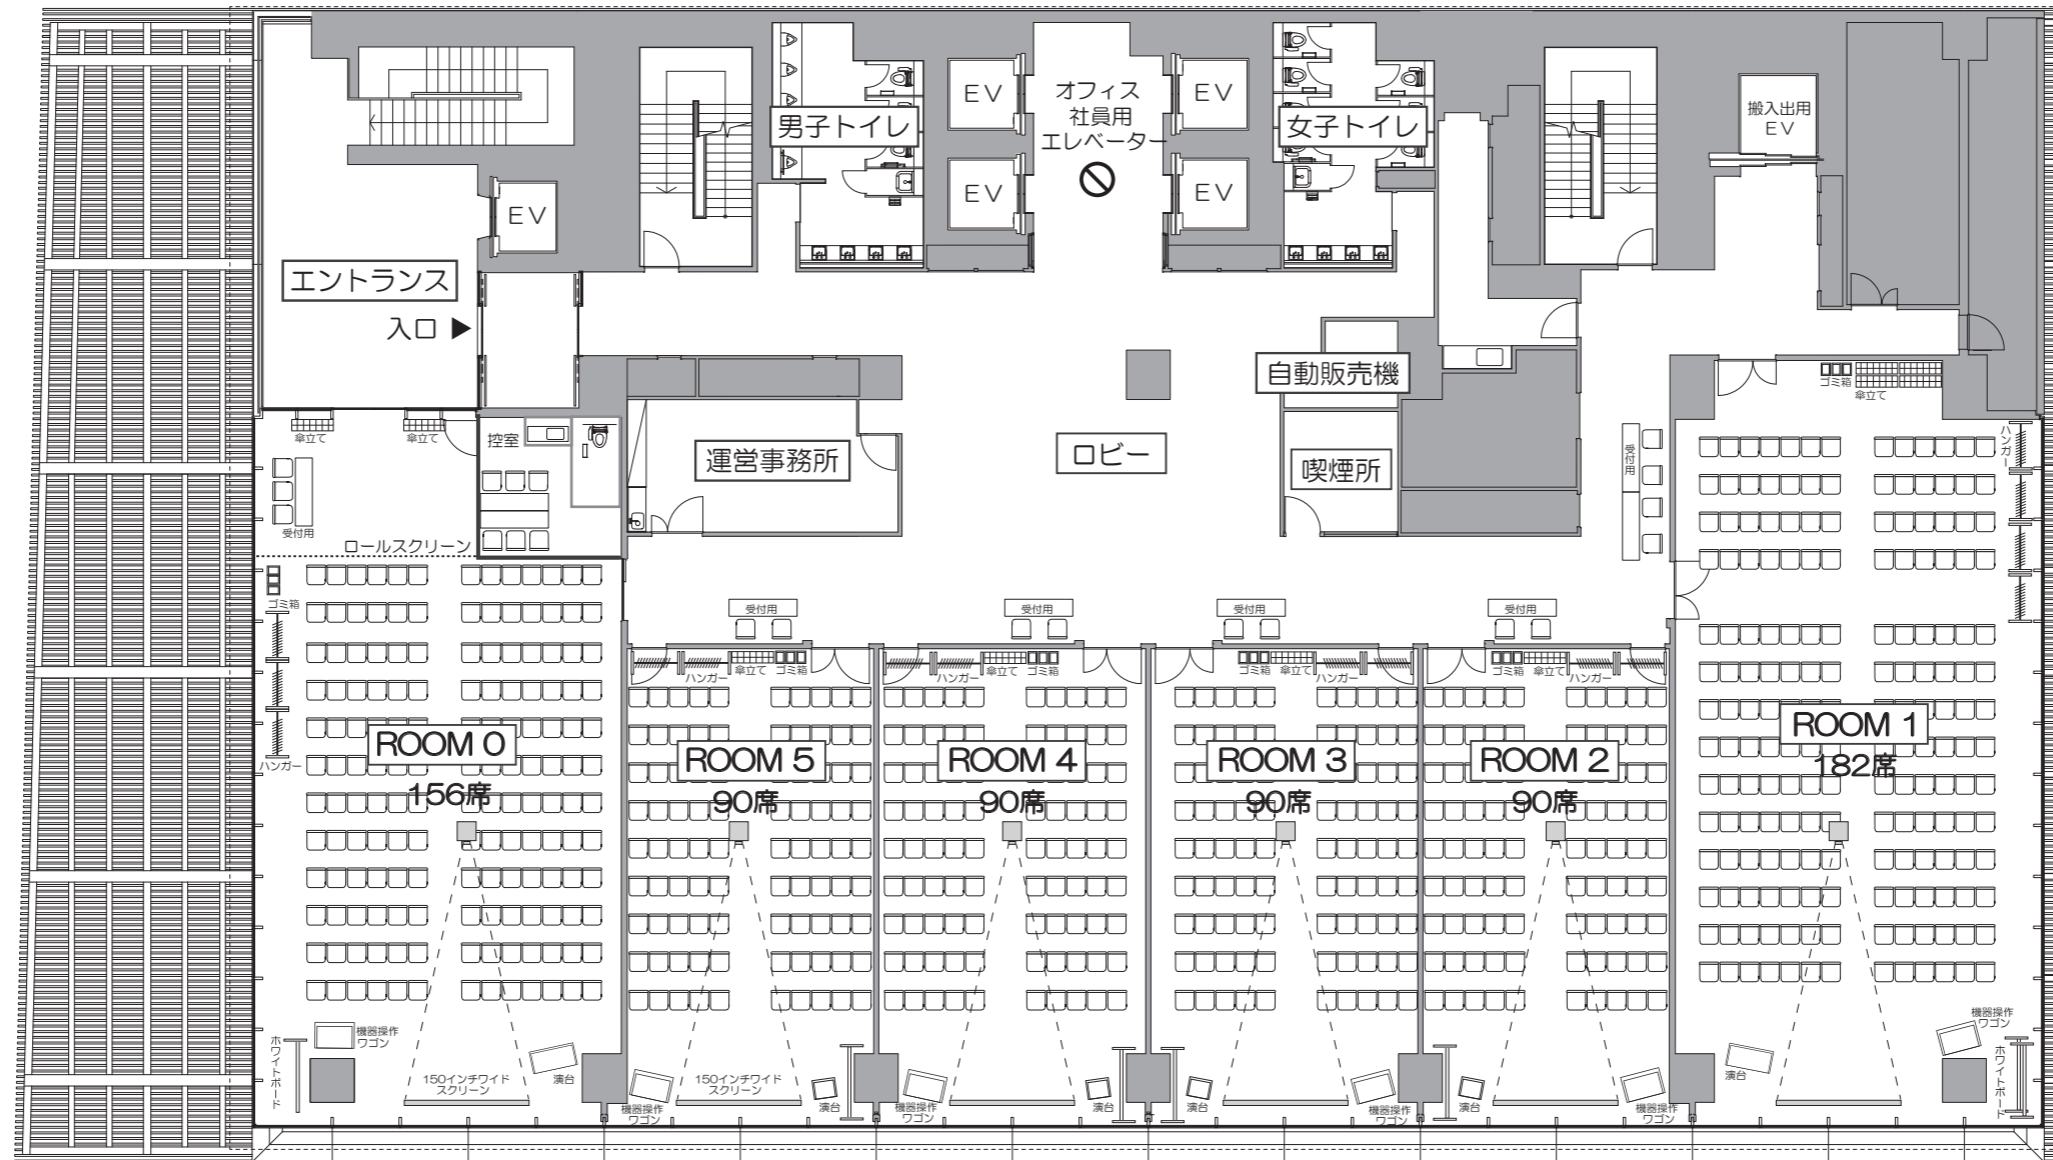 EV
オフィス
社員用
エレベーター
EV
EV
EV
搬入出用
EV
男子トイレ
女子トイレ
EV
エントランス
入口 ▶
自動販売機
ゴミ箱
傘立て
ハンガー
傘立て
傘立て
控室
運営事務所
ロビー
喫煙所
受付用
受付用
ロールスクリーン
ゴミ箱
ハンガー
受付用
受付用
受付用
受付用
ハンガー
傘立て
ゴミ箱
ハンガー
傘立て
ゴミ箱
ゴミ箱
傘立て
ハンガー
ゴミ箱
傘立て
ハンガー
ROOM 0
156席
ROOM 5
90席
ROOM 4
90席
ROOM 3
90席
ROOM 2
90席
ROOM 1
182席
ホワイトボード
機器操作
ワゴン
150インチワイド
スクリーン
演台
機器操作
ワゴン
150インチワイド
スクリーン
演台
機器操作
ワゴン
演台
演台
機器操作
ワゴン
演台
機器操作
ワゴン
演台
機器操作
ワゴン
ホワイトボード